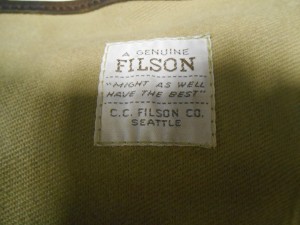 A GENUINE
FILSON
"MIGHT AS WELL
HAVE THE BEST"
C.C. FILSON CO.
SEATTLE